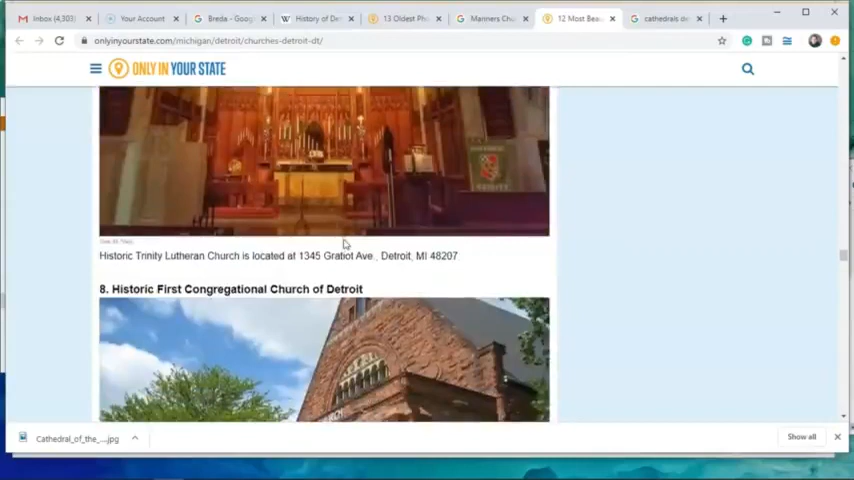 Inbox (4,303)
Your Account
Breda - Goog
History of De
13 Oldest Ph
Mariners Chu
12 Most Bea
cathedrals de
onlyinyourstate.com/michigan/detroit/churches-detroit-dt/
ONLY IN YOUR STATE
Historic Trinity Lutheran Church is located at 1345 Gratiot Ave., Detroit, MI 48207.
8. Historic First Congregational Church of Detroit
Cathedral_of_the_....jpg
Show all